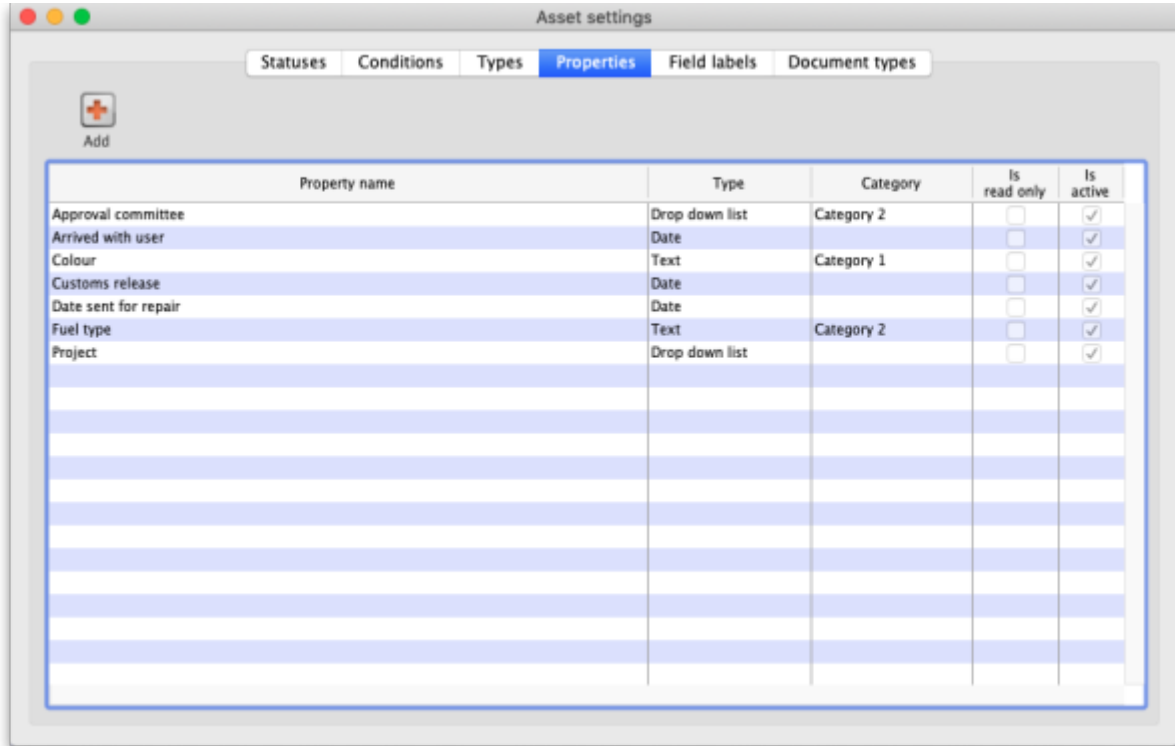 Asset settings
Statuses Conditions Types Properties Field labels Document types
Add
Property name Type Category Is read only Is active
Approval committee Drop down list Category 2
Arrived with user Date
Colour Text Category 1
Customs release Date
Date sent for repair Date
Fuel type Text Category 2
Project Drop down list